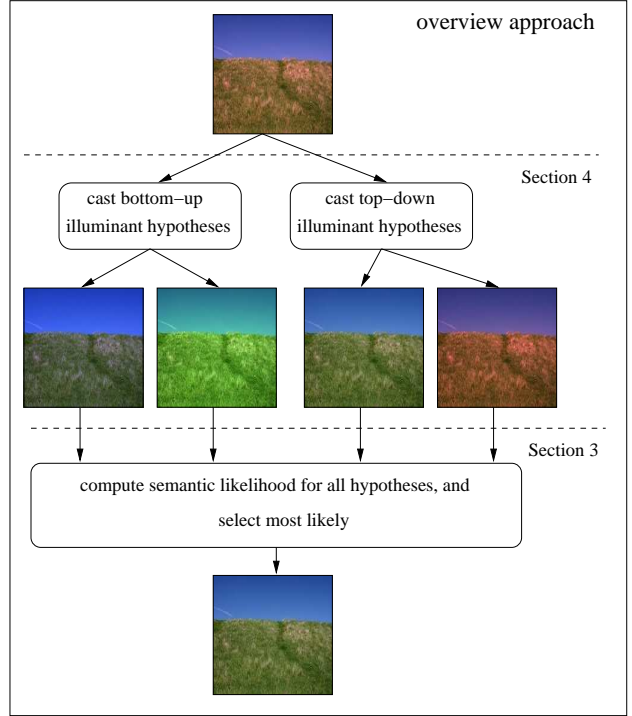 overview approach
Section 4
cast bottom−up
illuminant hypotheses
cast top−down
illuminant hypotheses
Section 3
compute semantic likelihood for all hypotheses, and
select most likely